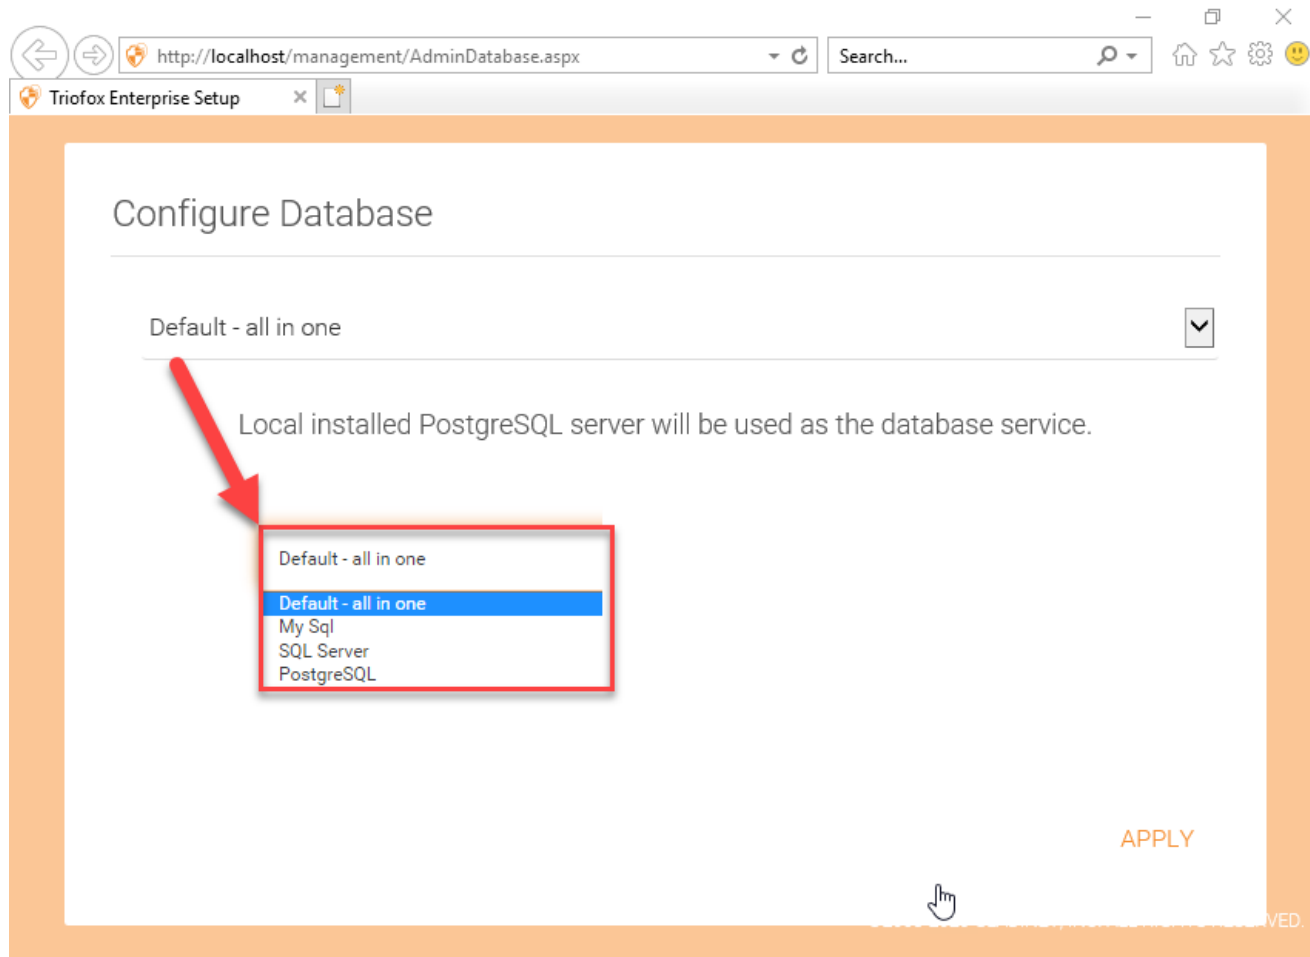 http://localhost/management/AdminDatabase.aspx
Search...
Triofox Enterprise Setup
Configure Database
Default - all in one
Local installed PostgreSQL server will be used as the database service.
Default - all in one
Default - all in one
My Sql
SQL Server
PostgreSQL
APPLY